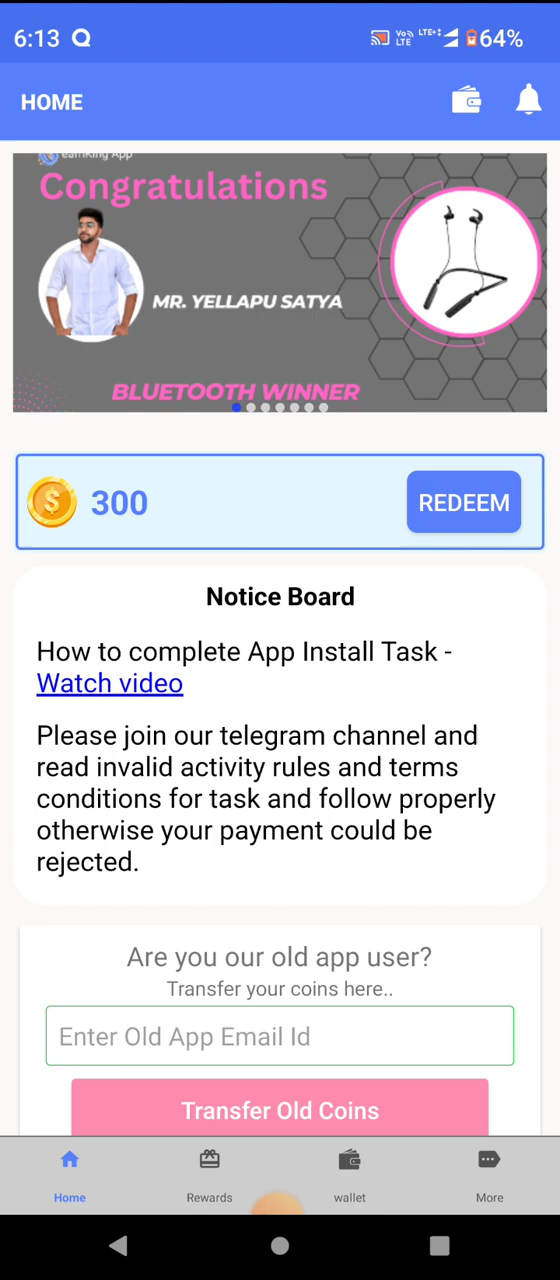 6:13
Vo LTE LTE+ 64%
HOME
EarnKing App
Congratulations
MR. YELLAPU SATYA
BLUETOOTH WINNER
300
REDEEM
Notice Board
How to complete App Install Task -
Watch video
Please join our telegram channel and
read invalid activity rules and terms
conditions for task and follow properly
otherwise your payment could be
rejected.
Are you our old app user?
Transfer your coins here..
Enter Old App Email Id
Transfer Old Coins
Home Rewards wallet More